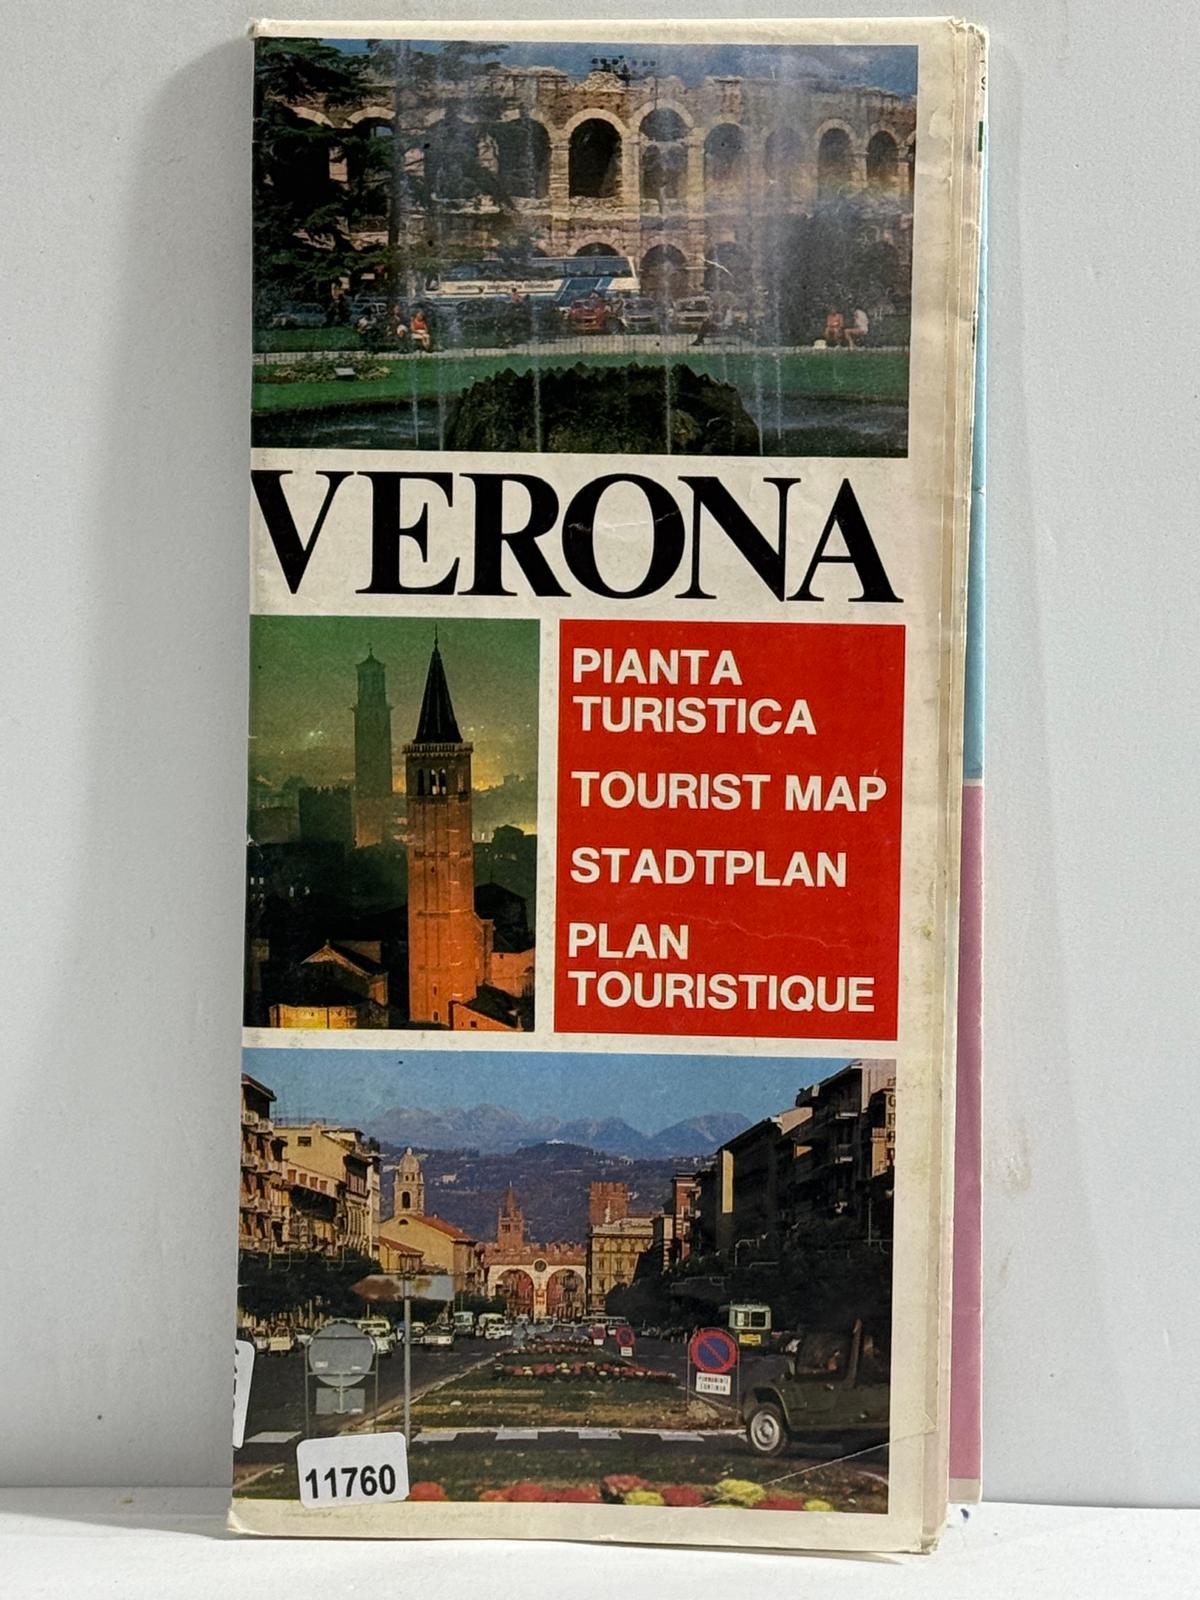 VERONA
PIANTA
TURISTICA
TOURIST MAP
STADTPLAN
PLAN
TOURISTIQUE
11760